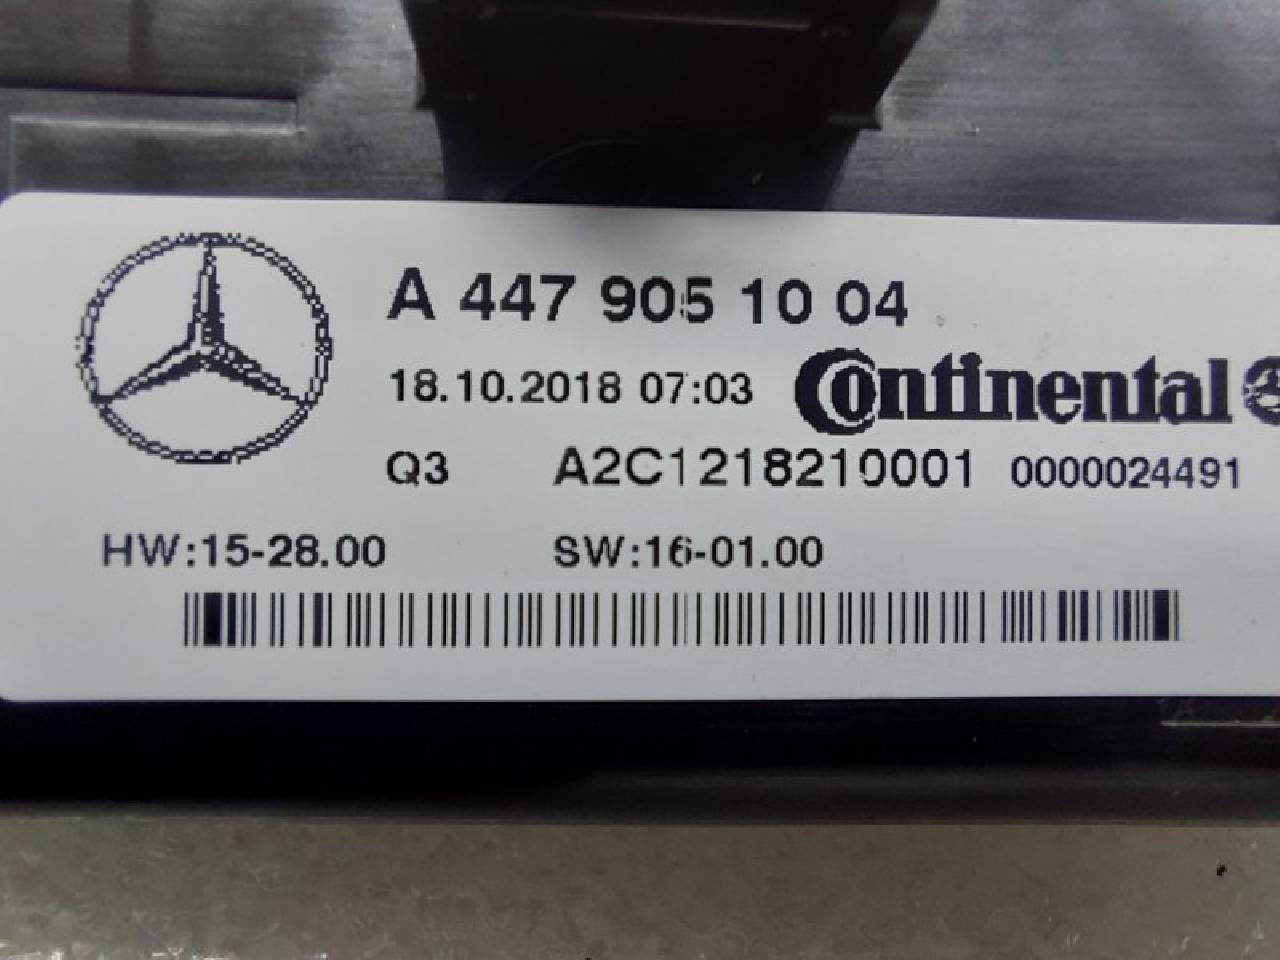 A 447 905 10 04
18.10.2018 07:03 Continental
Q3 A2C1218210001 0000024491
HW:15-28.00 SW:16-01.00